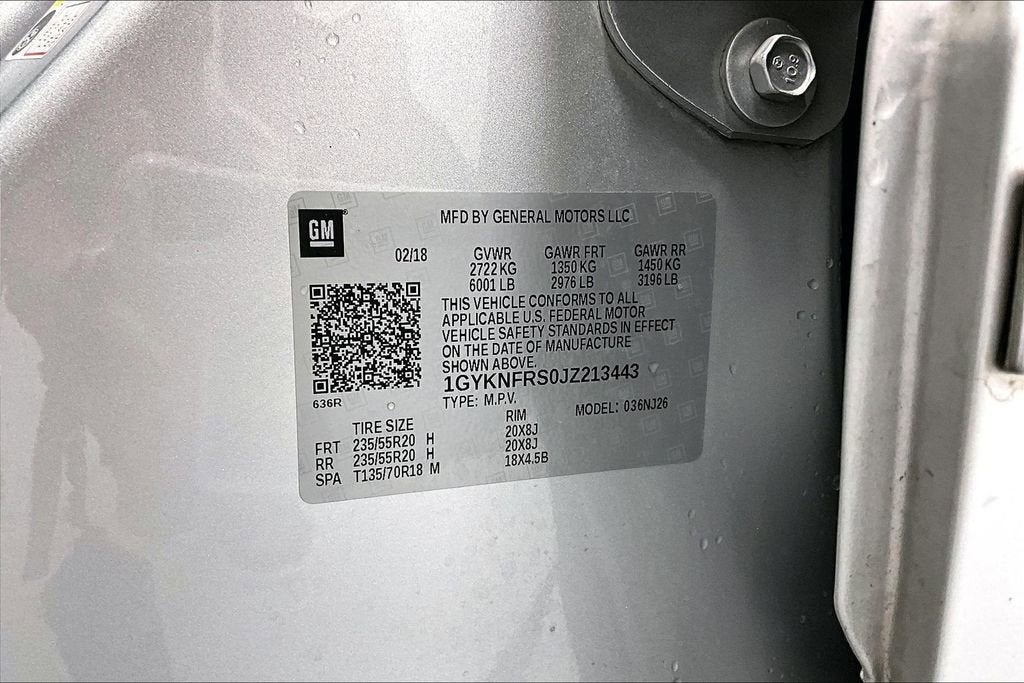 GM
MFD BY GENERAL MOTORS LLC
02/18
GVWR GAWR FRT GAWR RR
2722 KG 1350 KG 1450 KG
6001 LB 2976 LB 3196 LB
THIS VEHICLE CONFORMS TO ALL
APPLICABLE U.S. FEDERAL MOTOR
VEHICLE SAFETY STANDARDS IN EFFECT
ON THE DATE OF MANUFACTURE
SHOWN ABOVE.
1GYKNFRS0JZ213443
636R
TYPE: M.P.V. MODEL: 036NJ26
TIRE SIZE RIM
FRT 235/55R20 H 20X8J
RR 235/55R20 H 20X8J
SPA T135/70R18 M 18X4.5B
10.9